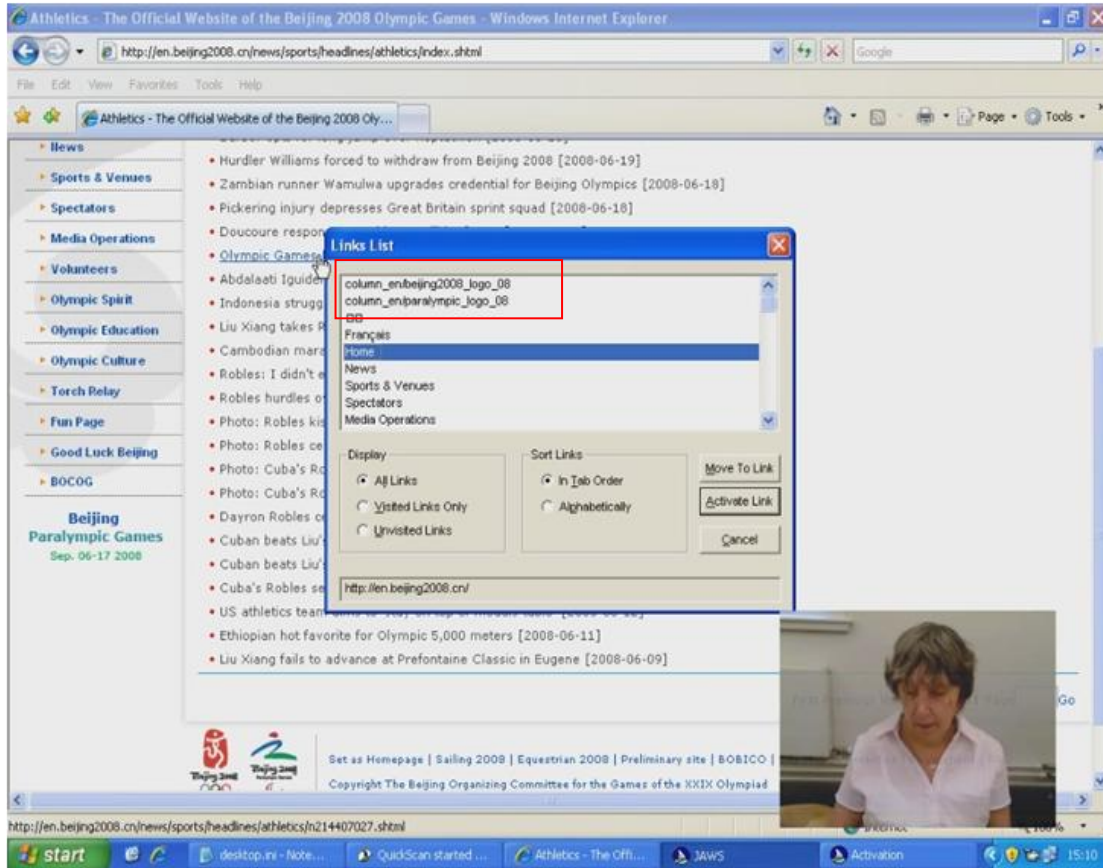 Athletics - The Official Website of the Beijing 2008 Olympic Games - Windows Internet Explorer
http://en.beijing2008.cn/news/sports/headlines/athletics/index.shtml
Google
File Edit View Favorites Tools Help
Athletics - The Official Website of the Beijing 2008 Oly...
Page Tools
News
Sports & Venues
Spectators
Media Operations
Volunteers
Olympic Spirit
Olympic Education
Olympic Culture
Torch Relay
Fun Page
Good Luck Beijing
BOCOG
Beijing
Paralympic Games
Sep. 06-17 2008
Hurdler Williams forced to withdraw from Beijing 2008 [2008-06-19]
Zambian runner Wamulwa upgrades credential for Beijing Olympics [2008-06-18]
Pickering injury depresses Great Britain sprint squad [2008-06-18]
Doucoure respon
Olympic Games
Abdalaati Iguide
Indonesia strugg
Liu Xiang takes
Cambodian mara
Robles: I didn't
Robles hurdles
Photo: Robles kis
Photo: Robles ce
Photo: Cuba's Ro
Photo: Cuba's Ro
Dayron Robles
Cuban beats Liu'
Cuban beats Liu'
Cuba's Robles se
US athletics team
Ethiopian hot favorite for Olympic 5,000 meters [2008-06-11]
Liu Xiang fails to advance at Prefontaine Classic in Eugene [2008-06-09]
Links List
column_en/beijing2008_logo_08
column_en/paralympic_logo_08
Français
Home
News
Sports & Venues
Spectators
Media Operations
Display
All Links
Visited Links Only
Unvisited Links
Sort Links
In Tab Order
Alphabetically
Move To Link
Activate Link
Cancel
http://en.beijing2008.cn/
Go
Beijing 2008
Beijing 2008
Set as Homepage | Sailing 2008 | Equestrian 2008 | Preliminary site | BOBICO |
Copyright The Beijing Organizing Committee for the Games of the XXIX Olympiad
http://en.beijing2008.cn/news/sports/headlines/athletics/n214407027.shtml
start
desktop.ini - Note...
QuickScan started ...
Athletics - The Offi...
JAWS
Activation
15:10